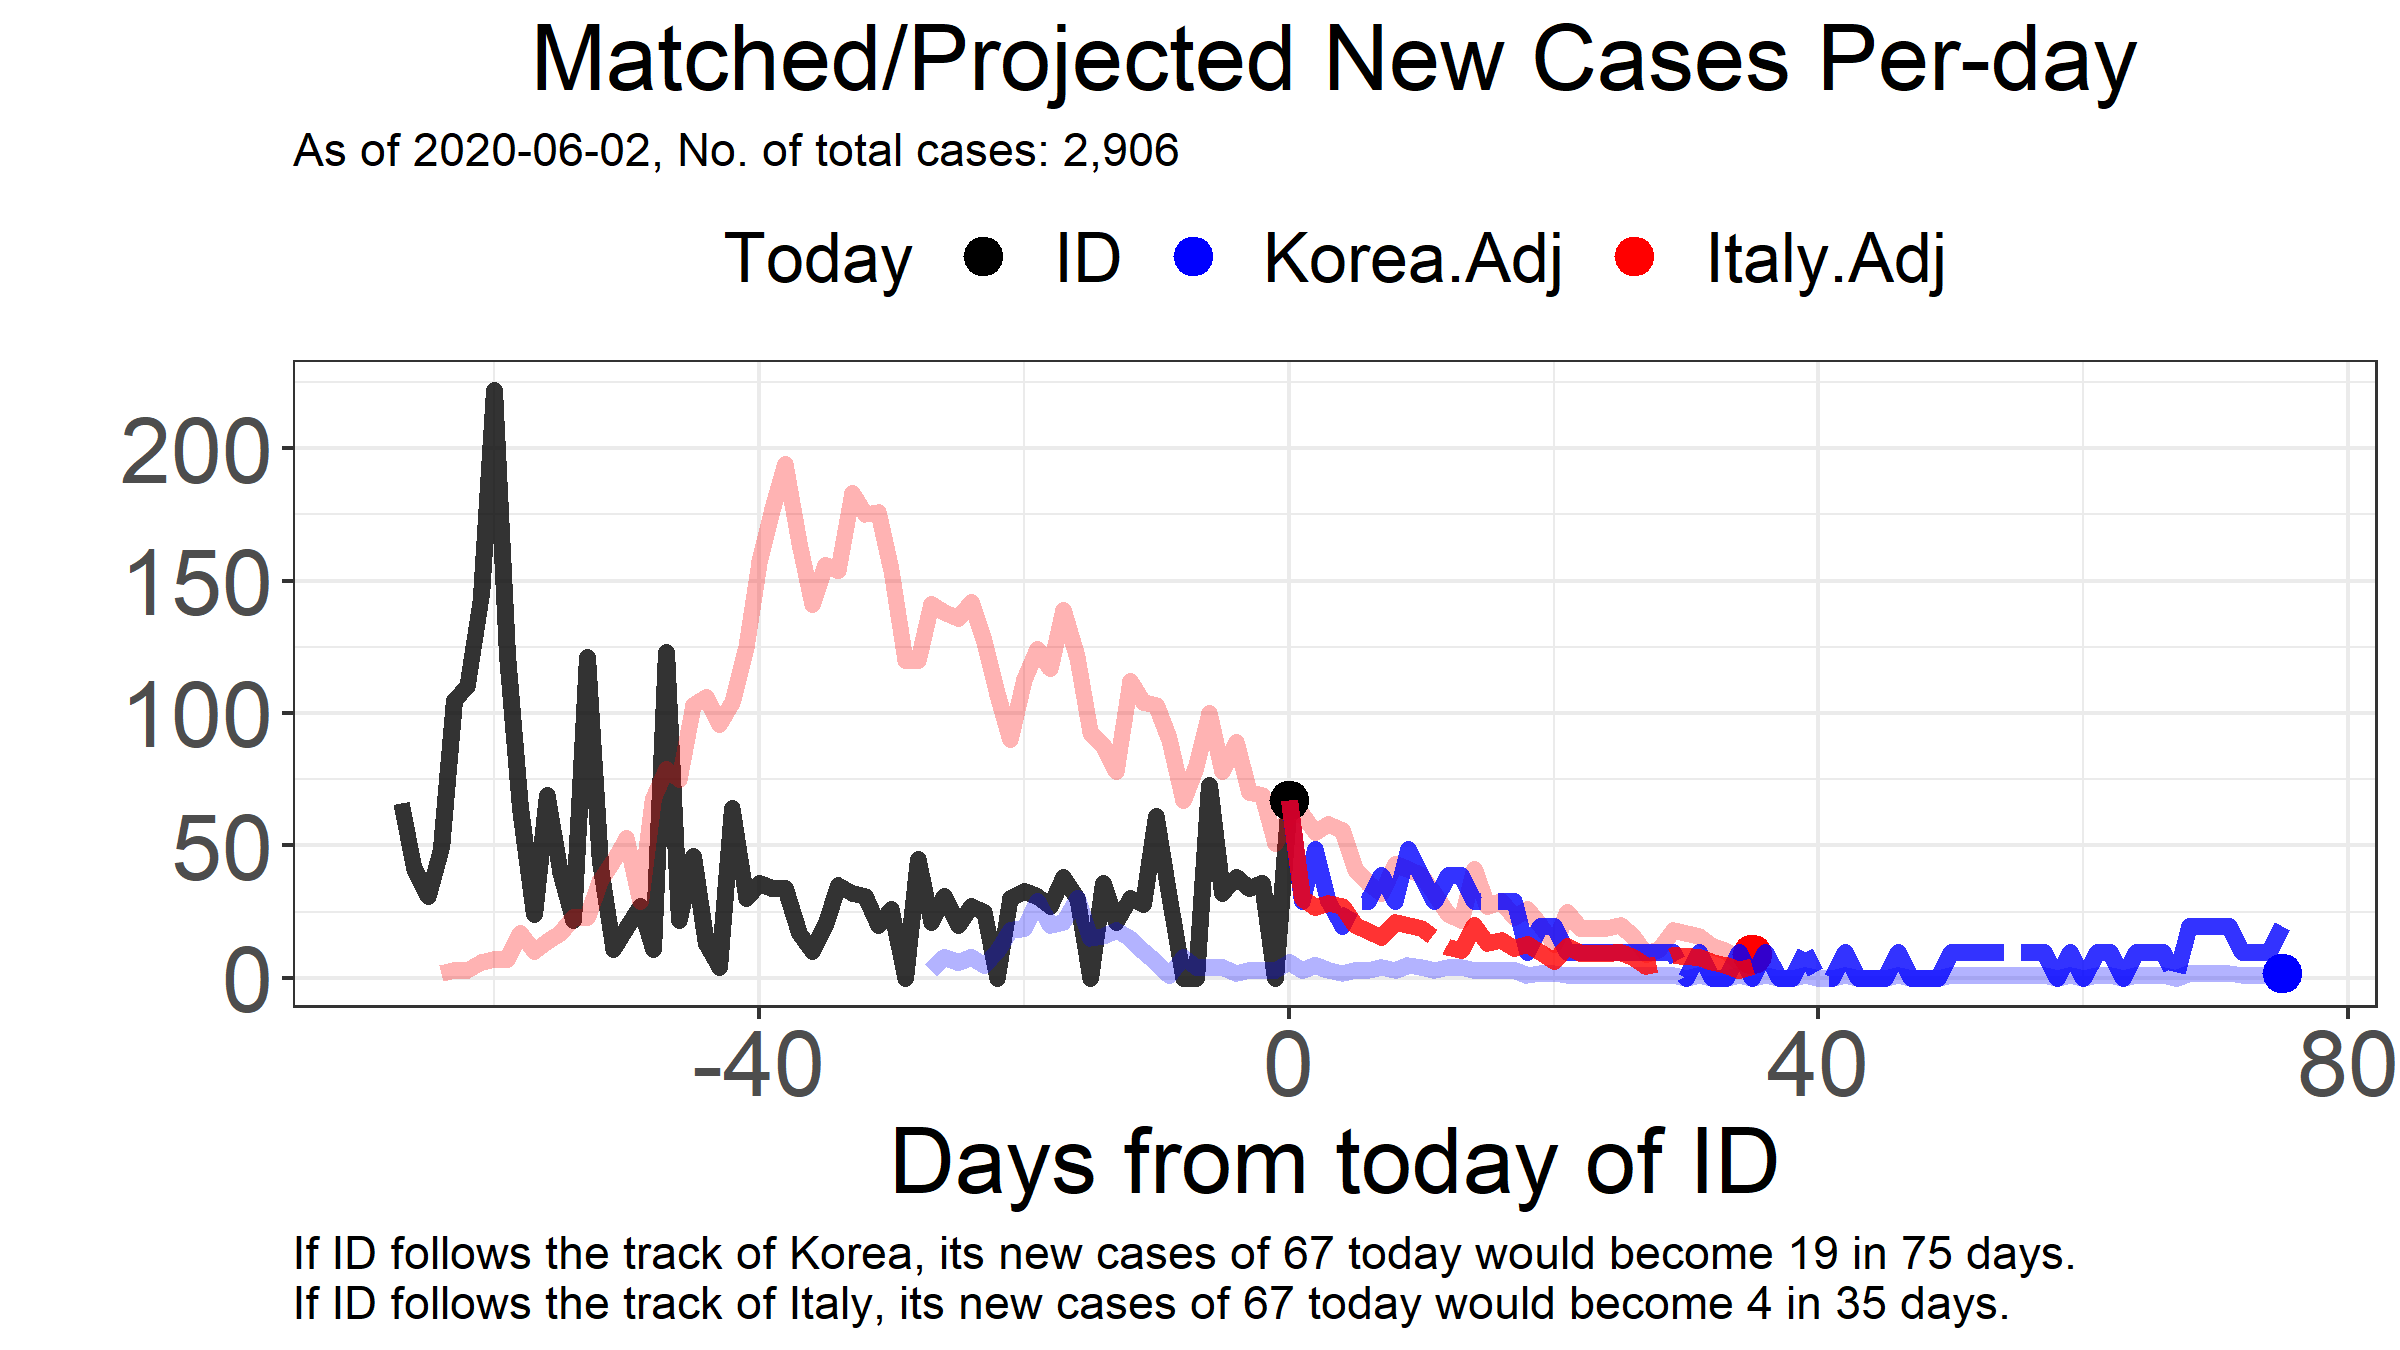 Matched/Projected New Cases Per-day
As of 2020-06-02, No. of total cases: 2,906
Today ID Korea.Adj Italy.Adj
200
150
100
50
0
-40 0 40 80
Days from today of ID
If ID follows the track of Korea, its new cases of 67 today would become 19 in 75 days.
If ID follows the track of Italy, its new cases of 67 today would become 4 in 35 days.